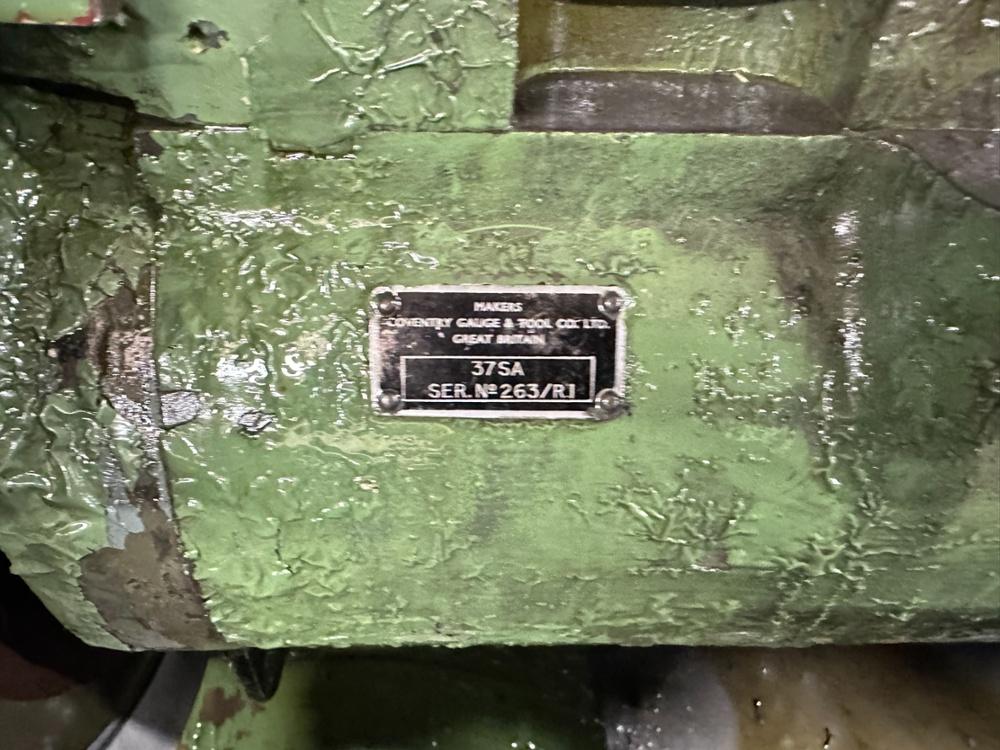 MAKERS
COVENTRY GAUGE & TOOL CO. LTD.
GREAT BRITAIN
37SA
SER. Nº 263/R1